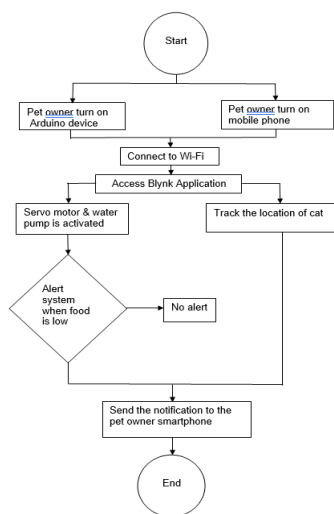 Start
Pet owner turn on
Arduino device
Pet owner turn on
mobile phone
Connect to Wi-Fi
Access Blynk Application
Servo motor & water
pump is activated
Track the location of cat
Alert
system
when food
is low
No alert
Send the notification to the
pet owner smartphone
End